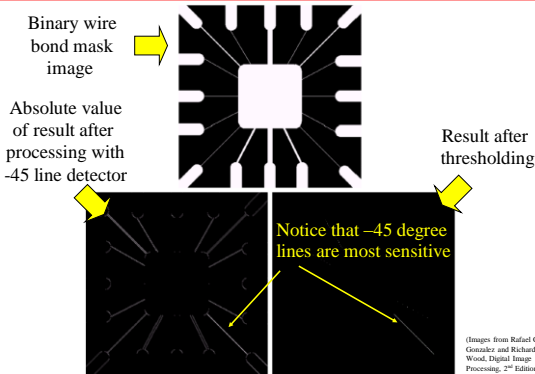 Binary wire
bond mask
image
Absolute value
of result after
processing with
-45 line detector
Result after
thresholding
Notice that –45 degree
lines are most sensitive
(Images from Rafael C.
Gonzalez and Richard
Wood, Digital Image
Processing, 2nd Edition.